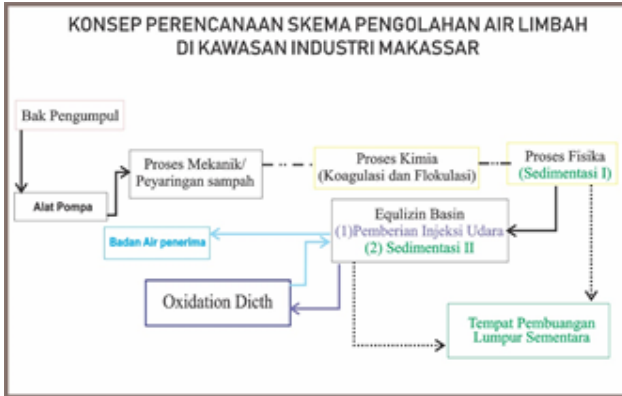 KONSEP PERENCANAAN SKEMA PENGOLAHAN AIR LIMBAH
DI KAWASAN INDUSTRI MAKASSAR
Bak Pengumpul
Proses Mekanik/
Peyaringan sampah
Proses Kimia
(Koagulasi dan Flokulasi)
Proses Fisika
(Sedimentasi I)
Alat Pompa
Equlizin Basin
(1)Pemberian Injeksi Udara
(2) Sedimentasi II
Badan Air penerima
Oxidation Dicth
Tempat Pembuangan
Lumpur Sementara